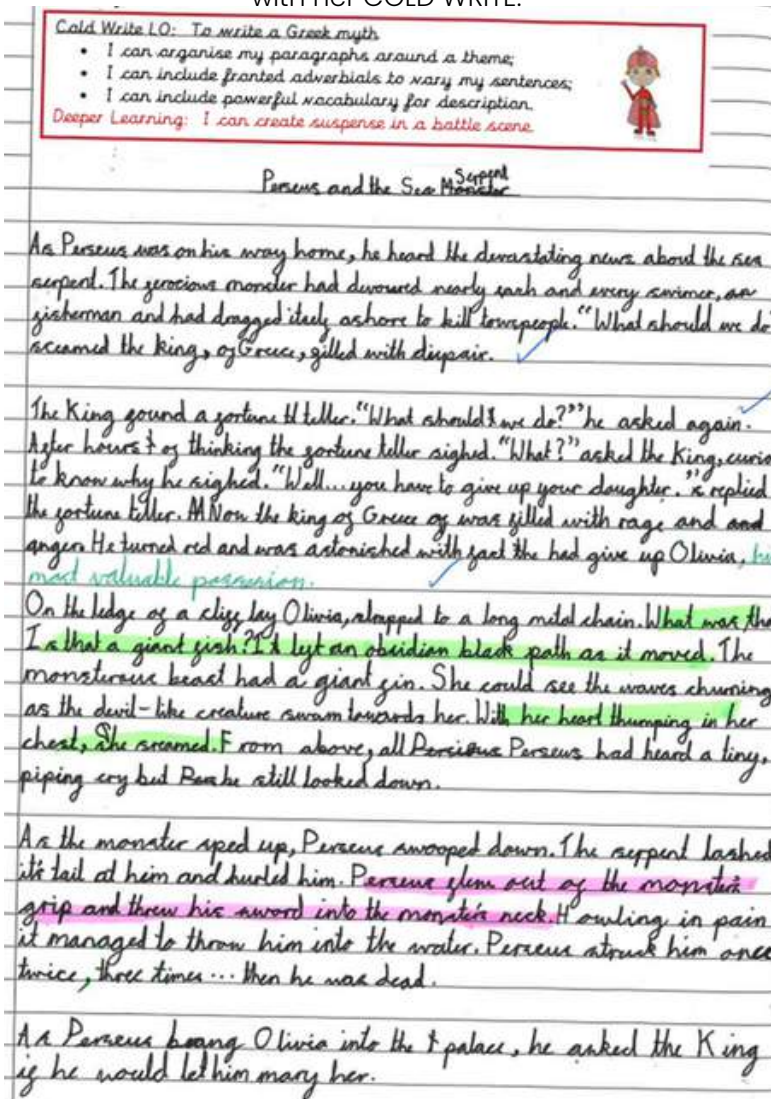 with her COLD WRITE.
Cold Write LO: To write a Greek myth
• I can organise my paragraphs around a theme;
• I can include fronted adverbials to vary my sentences;
• I can include powerful vocabulary for description.
Deeper Learning: I can create suspense in a battle scene
Perseus and the Sea Monster Serpent
As Perseus was on his way home, he heard the devastating news about the sea
serpent. The ferocious monster had devoured nearly each and every swimer, an
fisherman and had dragged itself ashore to kill towspeople. "What should we do
screamed the king, of Greece, filled with dispair.
The King found a fortune teller. "What should we do?" he asked again.
After hours of thinking the fortune teller sighed. "What?" asked the King, curio
to know why he sighed. "Well... you have to give up your daughter." replied
the fortune teller. Now the king of Greece was filled with rage and and
anger. He turned red and was astonished with fact the had give up Olivia, hi
most valuable possesion.
On the ledge of a cliff lay Olivia, strapped to a long metal chain. What was tha
Is that a giant fish? It left an obsidian black path as it moved. The
monsterous beast had a giant fin. She could see the waves churning
as the devil-like creature swam towards her. With her heart thumping in her
chest, She screamed. From above, all Perseus had heard a tiny,
piping cry but he still looked down.
As the monster sped up, Perseus swooped down. The serpent lashed
it's tail at him and hurled him. Perseus flew out of the monster's
grip and threw his sword into the monster's neck. Howling in pain
it managed to throw him into the water. Perseus struck him once
twice, three times... then he was dead.
As Perseus brang Olivia into the palace, he asked the King
if he would let him mary her.